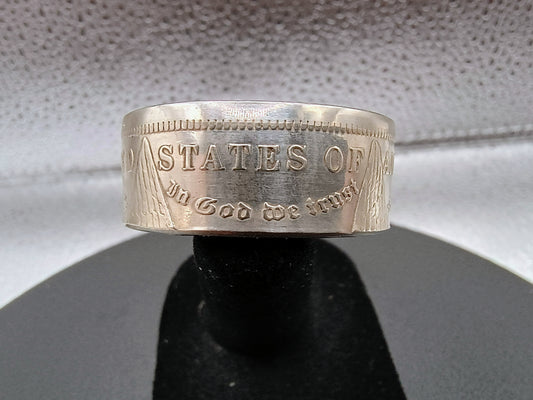 D STATES OF A
In God we trust